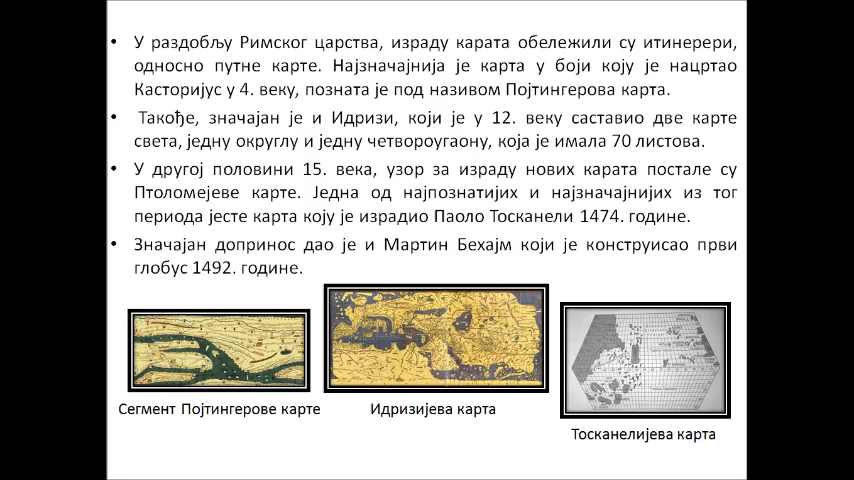 • У раздобљу Римског царства, израду карата обележили су итинерери,
односно путне карте. Најзначајнија је карта у боји коју је нацртао
Касторијус у 4. веку, позната је под називом Појтингерова карта.
• Такође, значајан је и Идризи, који је у 12. веку саставио две карте
света, једну округлу и једну четвороугаону, која је имала 70 листова.
• У другој половини 15. века, узор за израду нових карата постале су
Птоломејеве карте. Једна од најпознатијих и најзначајнијих из тог
периода јесте карта коју је израдио Паоло Тосканели 1474. године.
• Значајан допринос дао је и Мартин Бехајм који је конструисао први
глобус 1492. године.
Сегмент Појтингерове карте
Идризијева карта
Тосканелијева карта